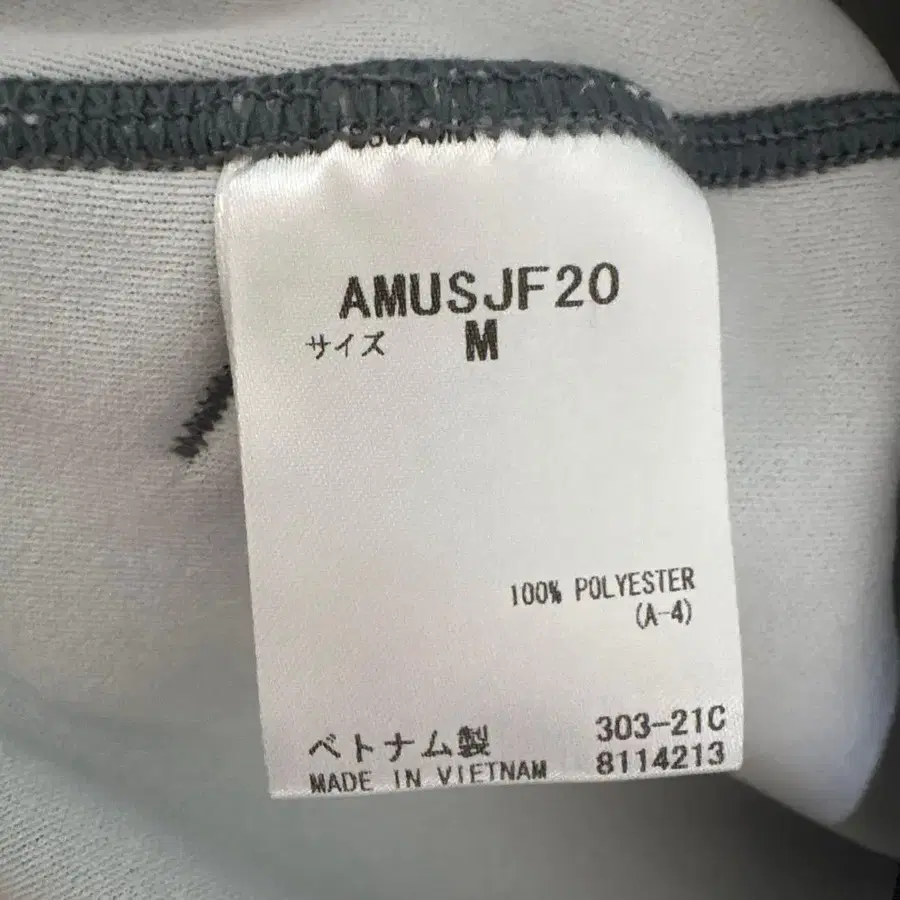 AMUSJF20
サイズ M
100% POLYESTER
(A-4)
ベトナム製 303-21C
MADE IN VIETNAM 8114213